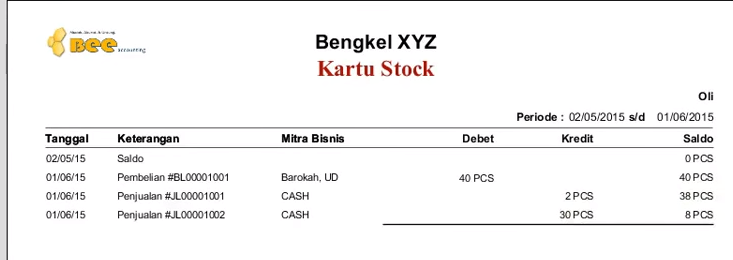 Bee accounting
Bengkel XYZ
Kartu Stock
Oli
Periode : 02/05/2015 s/d 01/06/2015
Tanggal Keterangan Mitra Bisnis Debet Kredit Saldo
02/05/15 Saldo 0 PCS
01/06/15 Pembelian #BL00001001 Barokah, UD 40 PCS 40 PCS
01/06/15 Penjualan #JL00001001 CASH 2 PCS 38 PCS
01/06/15 Penjualan #JL00001002 CASH 30 PCS 8 PCS